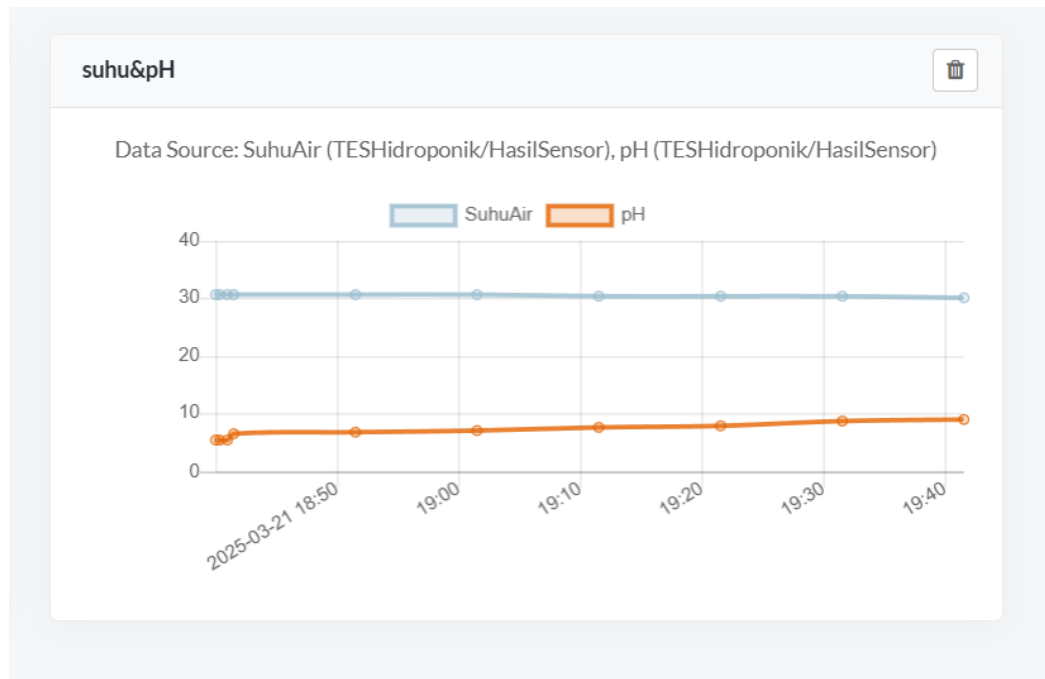 suhu&pH
Data Source: SuhuAir (TESHidroponik/HasilSensor), pH (TESHidroponik/HasilSensor)
SuhuAir pH
40
30
20
10
0
2025-03-21 18:50 19:00 19:10 19:20 19:30 19:40